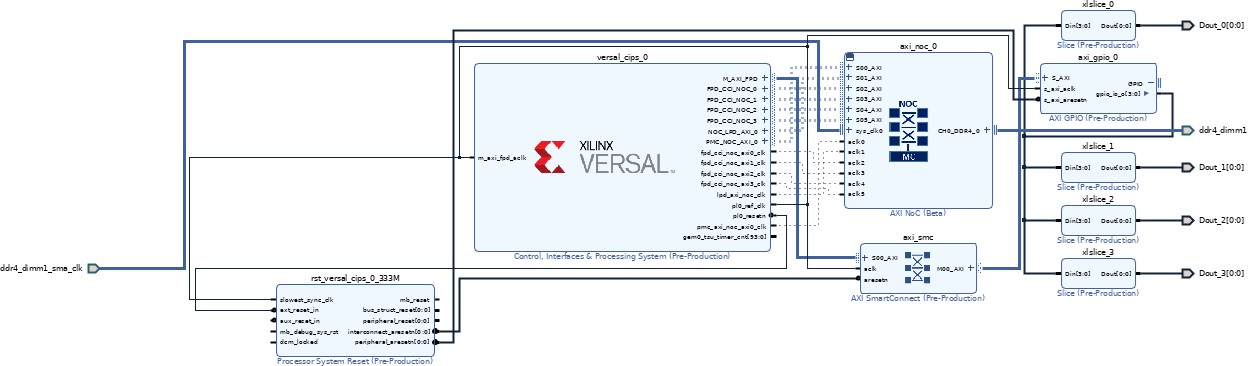 xlslice_0
Din[3:0]
Dout[0:0]
Slice (Pre-Production)
Dout_0[0:0]
versal_cips_0
m_axi_fpd_aclk
XILINX
VERSAL
M_AXI_FPD
FPD_CCI_NOC_0
FPD_CCI_NOC_1
FPD_CCI_NOC_2
FPD_CCI_NOC_3
NOC_LPD_AXI_0
PMC_NOC_AXI_0
fpd_cci_noc_axi0_clk
fpd_cci_noc_axi1_clk
fpd_cci_noc_axi2_clk
fpd_cci_noc_axi3_clk
lpd_axi_noc_clk
pl0_ref_clk
pl0_resetn
pmc_axi_noc_axi0_clk
gem0_tsu_timer_cnt[93:0]
Control, Interfaces & Processing System (Pre-Production)
axi_noc_0
S00_AXI
S01_AXI
S02_AXI
S03_AXI
S04_AXI
S05_AXI
sys_clk0
aclk0
aclk1
aclk2
aclk3
aclk4
aclk5
NOC
MC
CH0_DDR4_0
AXI NoC (Beta)
axi_gpio_0
S_AXI
s_axi_aclk
s_axi_aresetn
GPIO
gpio_io_o[3:0]
AXI GPIO (Pre-Production)
ddr4_dimm1
xlslice_1
Din[3:0]
Dout[0:0]
Slice (Pre-Production)
Dout_1[0:0]
xlslice_2
Din[3:0]
Dout[0:0]
Slice (Pre-Production)
Dout_2[0:0]
axi_smc
S00_AXI
aclk
aresetn
M00_AXI
AXI SmartConnect (Pre-Production)
xlslice_3
Din[3:0]
Dout[0:0]
Slice (Pre-Production)
Dout_3[0:0]
ddr4_dimm1_sma_clk
rst_versal_cips_0_333M
slowest_sync_clk
ext_reset_in
aux_reset_in
mb_debug_sys_rst
dcm_locked
mb_reset
bus_struct_reset[0:0]
peripheral_reset[0:0]
interconnect_aresetn[0:0]
peripheral_aresetn[0:0]
Processor System Reset (Pre-Production)